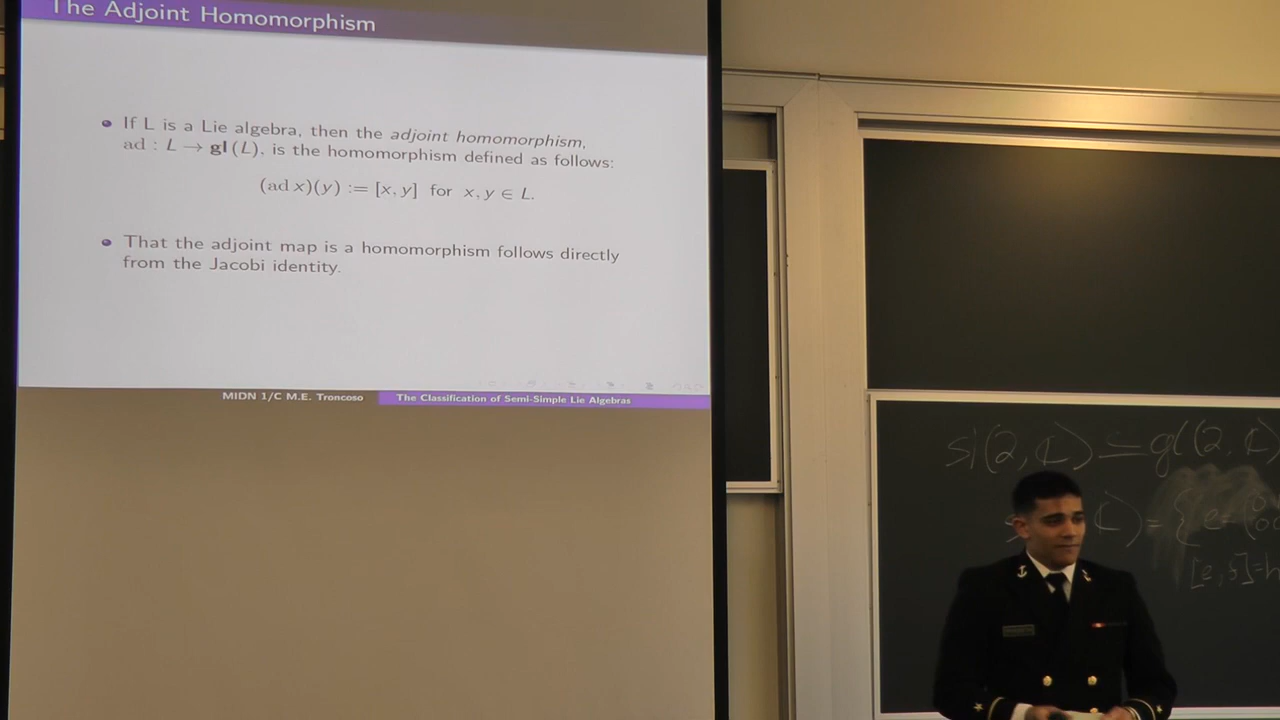 The Adjoint Homomorphism
If L is a Lie algebra, then the adjoint homomorphism,
ad : L → gl (L), is the homomorphism defined as follows:
(ad x)(y) := [x, y] for x, y ∈ L.
That the adjoint map is a homomorphism follows directly
from the Jacobi identity.
MIDN 1/C M.E. Troncoso The Classification of Semi-Simple Lie Algebras
sl(2, ℂ) ⊆ gl(2, ℂ)
ℂ) = {e